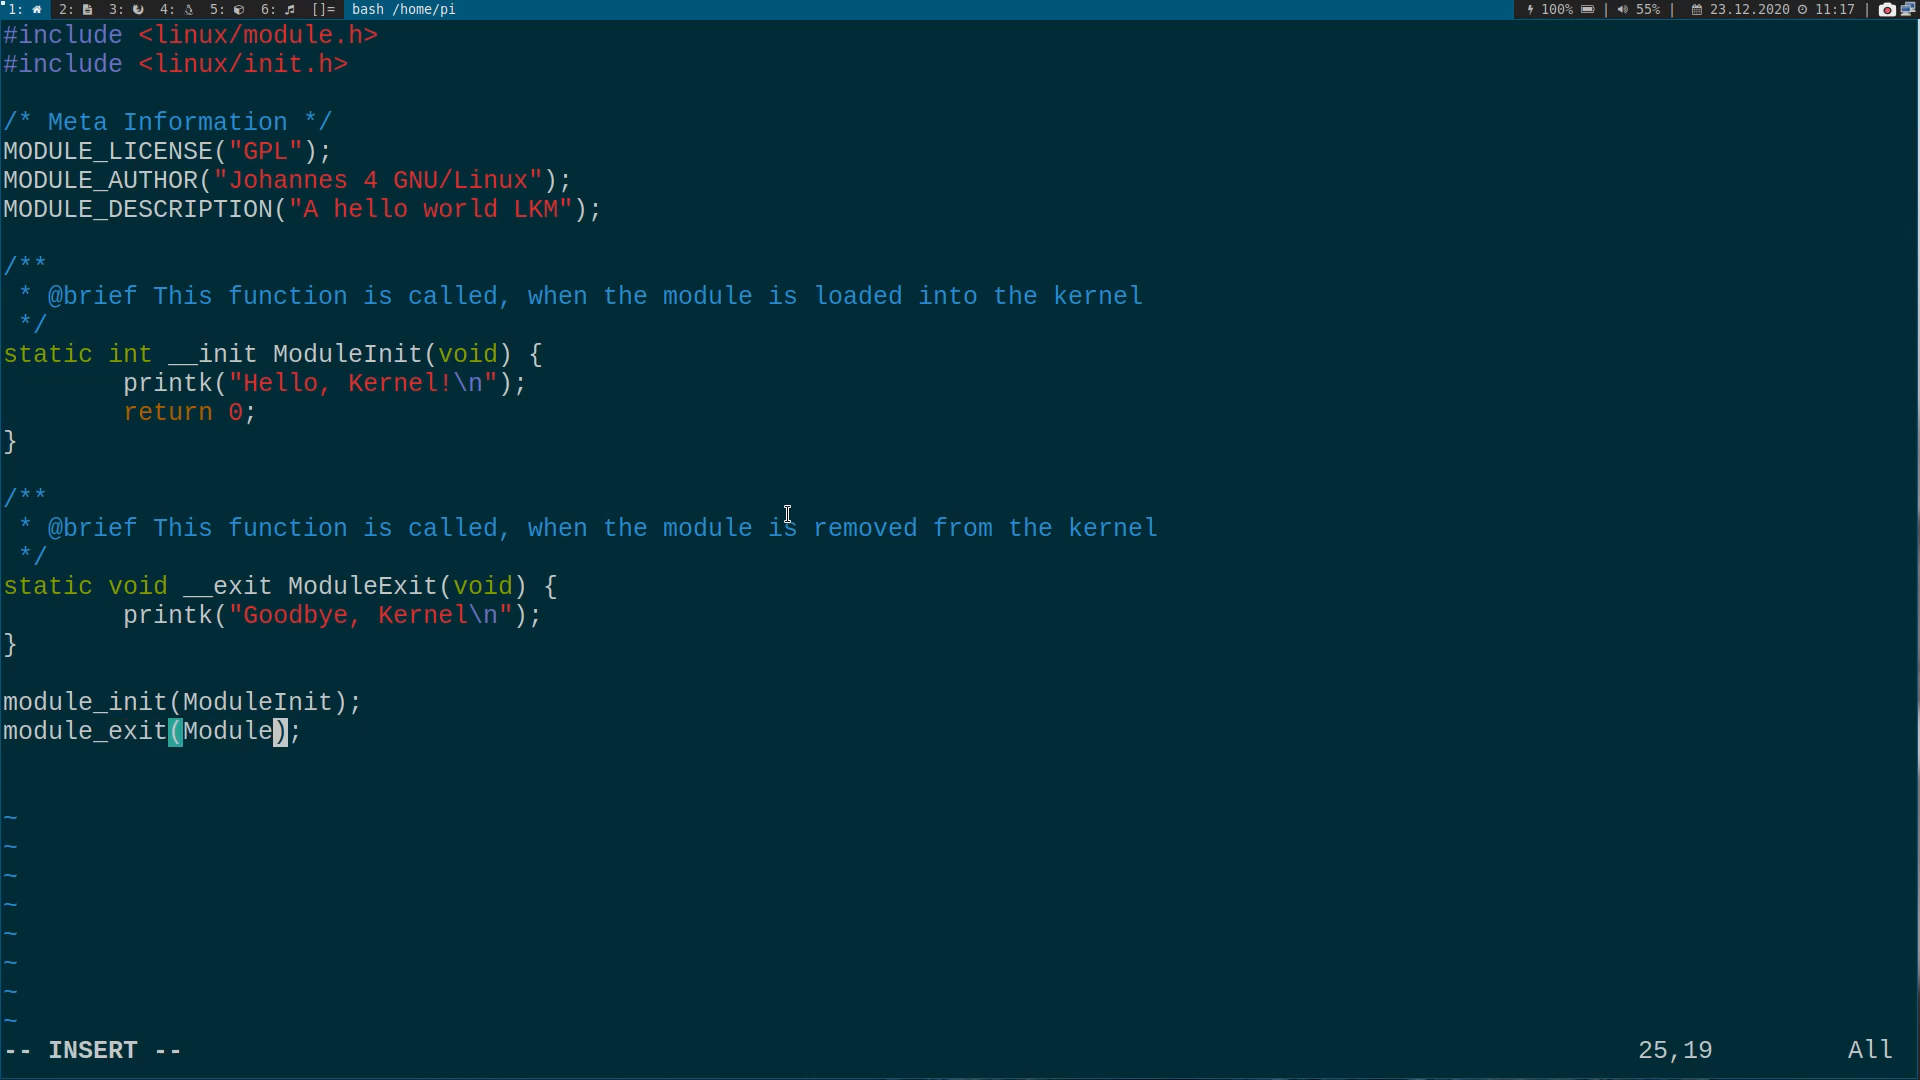 1: 2: 3: 4: 5: 6: []= bash /home/pi 100% | 55% | 23.12.2020 11:17 |
#include <linux/module.h>
#include <linux/init.h>
/* Meta Information */
MODULE_LICENSE("GPL");
MODULE_AUTHOR("Johannes 4 GNU/Linux");
MODULE_DESCRIPTION("A hello world LKM");
/**
 * @brief This function is called, when the module is loaded into the kernel
 */
static int __init ModuleInit(void) {
        printk("Hello, Kernel!\n");
        return 0;
}
/**
 * @brief This function is called, when the module is removed from the kernel
 */
static void __exit ModuleExit(void) {
        printk("Goodbye, Kernel\n");
}
module_init(ModuleInit);
module_exit(Module);
~
~
~
~
~
~
~
~
-- INSERT -- 25,19 All